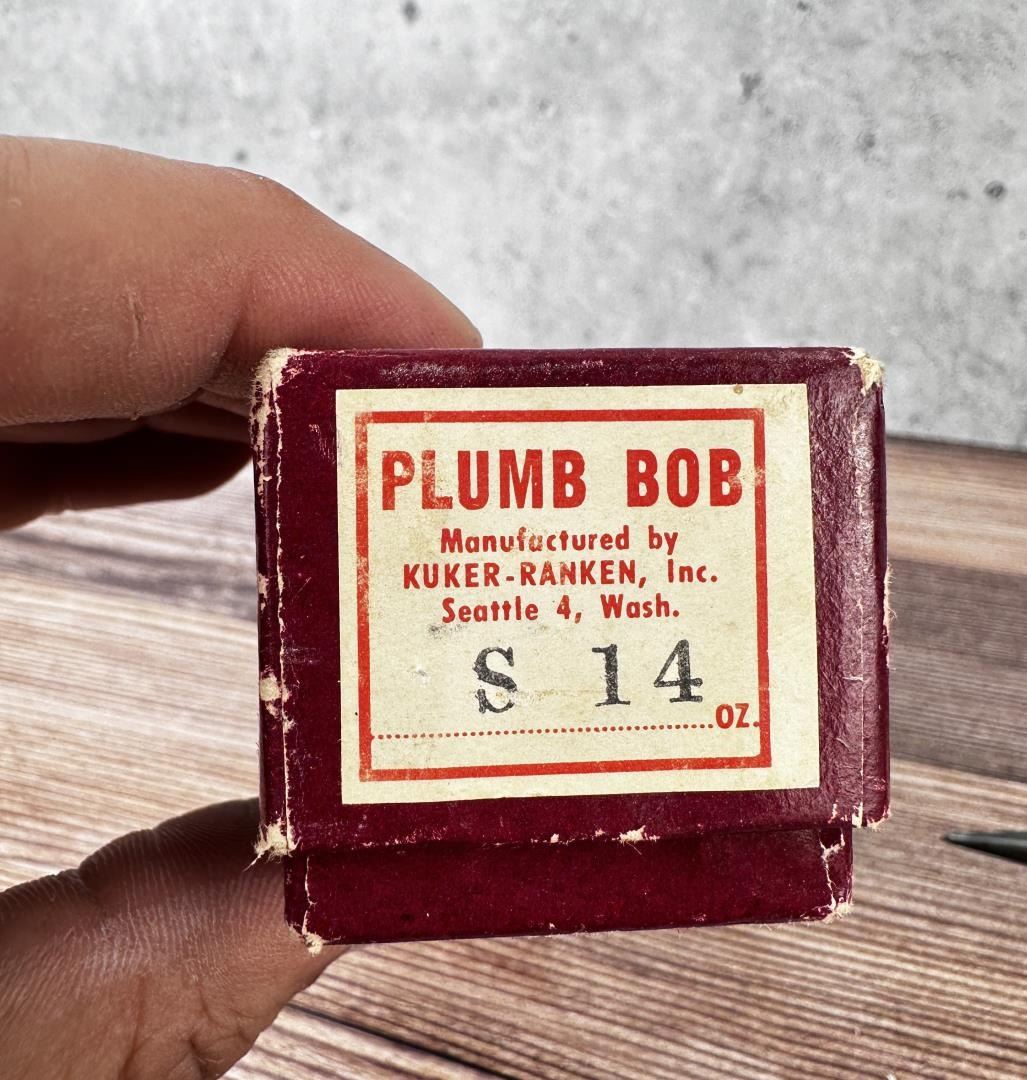 PLUMB BOB
Manufactured by
KUKER-RANKEN, Inc.
Seattle 4, Wash.
S 14
OZ.